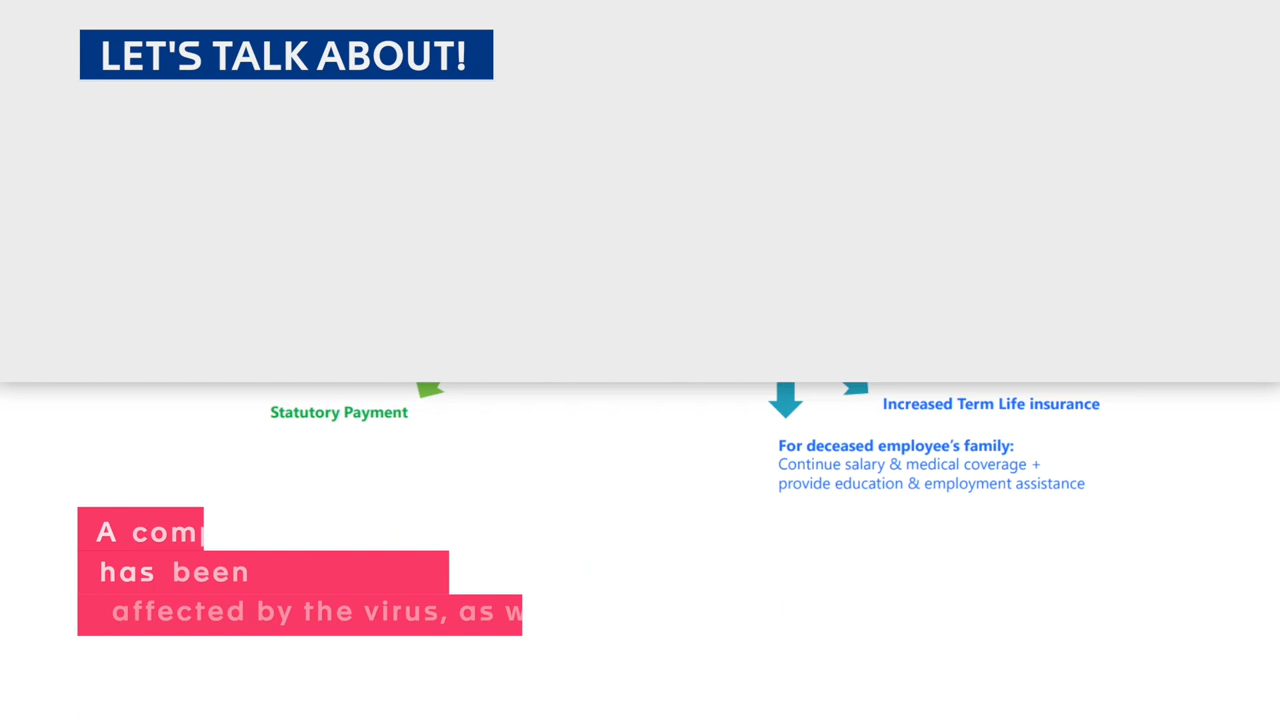 LET'S TALK ABOUT!
Statutory Payment
Increased Term Life insurance
For deceased employee's family:
Continue salary & medical coverage +
provide education & employment assistance
A
has been
affected by the virus, as